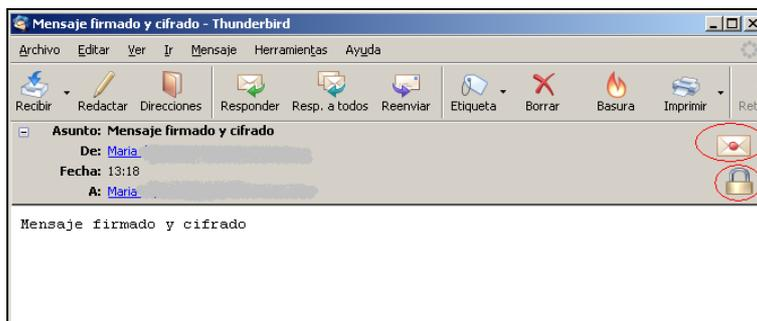 Mensaje firmado y cifrado - Thunderbird
Archivo Editar Ver Ir Mensaje Herramientas Ayuda
Recibir Redactar Direcciones Responder Resp. a todos Reenviar Etiqueta Borrar Basura Imprimir Ret
Asunto: Mensaje firmado y cifrado
De: Maria
Fecha: 13:18
A: Maria
Mensaje firmado y cifrado